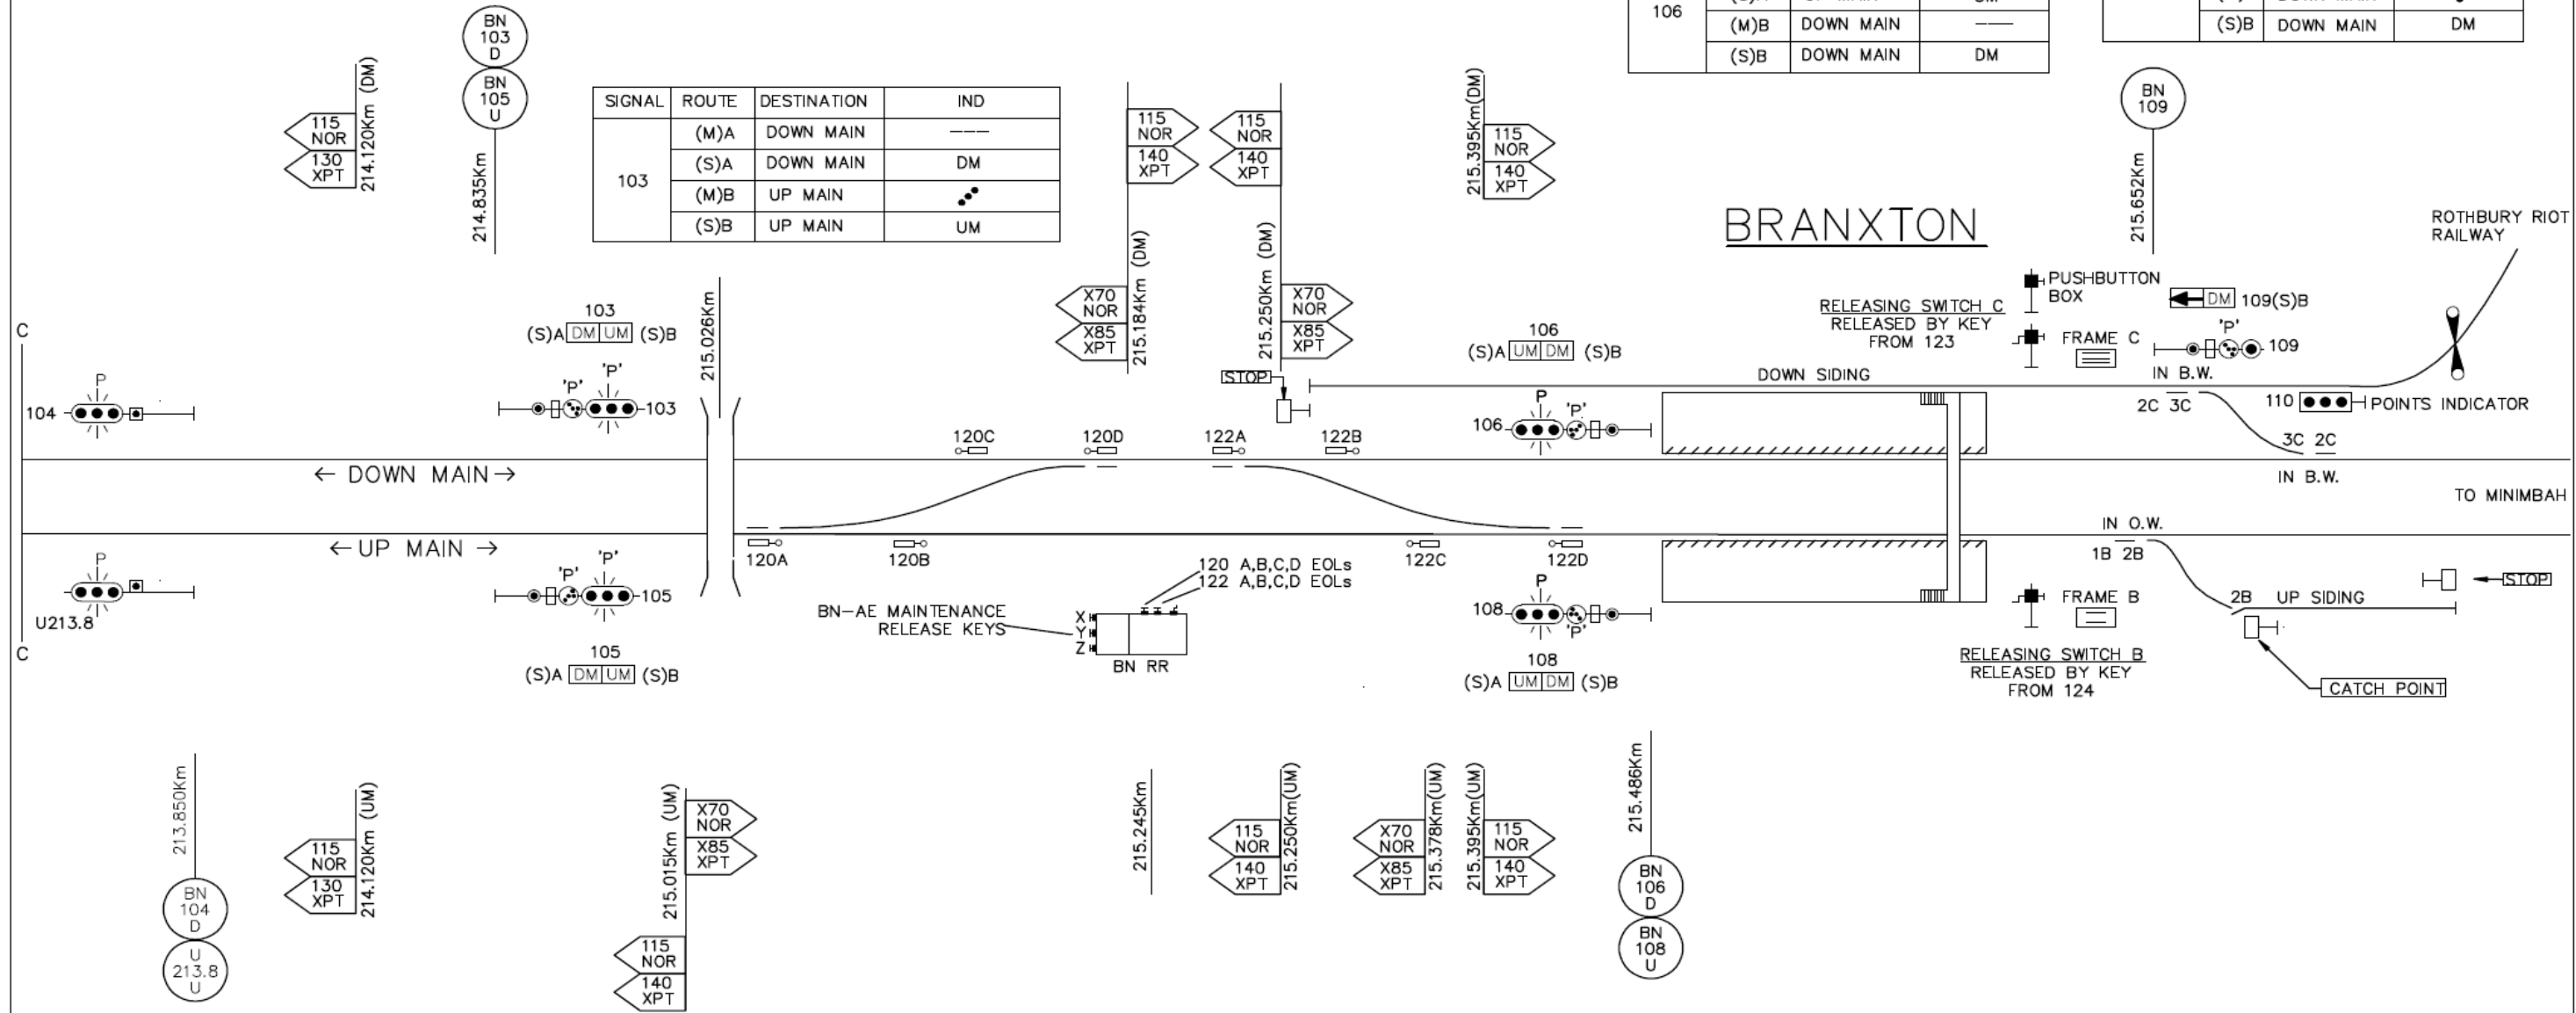 BN
103
D
BN
105
U
214.835Km
115
NOR
130
XPT
214.120Km (DM)
SIGNAL ROUTE DESTINATION IND
103
(M)A DOWN MAIN ---
(S)A DOWN MAIN DM
(M)B UP MAIN
(S)B UP MAIN UM
106
(M)B DOWN MAIN ---
(S)B DOWN MAIN DM
(S)B DOWN MAIN DM
115
NOR
140
XPT
115
NOR
140
XPT
X70
NOR
X85
XPT
215.184Km (DM)
215.250Km (DM)
X70
NOR
X85
XPT
215.395Km(DM)
115
NOR
140
XPT
BN
109
215.652Km
BRANXTON
ROTHBURY RIOT
RAILWAY
C
103
(S)A DM UM (S)B
215.026Km
106
(S)A UM DM (S)B
RELEASING SWITCH C
RELEASED BY KEY
FROM 123
PUSHBUTTON
BOX
FRAME C
DM 109(S)B
'P'
109
STOP
DOWN SIDING
IN B.W.
2C 3C
110
POINTS INDICATOR
3C 2C
IN B.W.
104
P
'P'
'P'
103
120C
120D
122A
122B
106
P
'P'
← DOWN MAIN →
TO MINIMBAH
← UP MAIN →
IN O.W.
1B 2B
P
U213.8
C
'P'
'P'
105
120A
120B
122C
122D
120 A,B,C,D EOLs
122 A,B,C,D EOLs
BN-AE MAINTENANCE
RELEASE KEYS
X
Y
Z
BN RR
108
P
'P'
FRAME B
2B UP SIDING
STOP
105
(S)A DM UM (S)B
108
(S)A UM DM (S)B
RELEASING SWITCH B
RELEASED BY KEY
FROM 124
CATCH POINT
213.850Km
BN
104
D
U
213.8
U
115
NOR
130
XPT
214.120Km (UM)
215.015Km (UM)
X70
NOR
X85
XPT
115
NOR
140
XPT
215.245Km
115
NOR
140
XPT
215.250Km(UM)
X70
NOR
X85
XPT
215.378Km(UM)
215.395Km(UM)
115
NOR
140
XPT
215.486Km
BN
106
D
BN
108
U